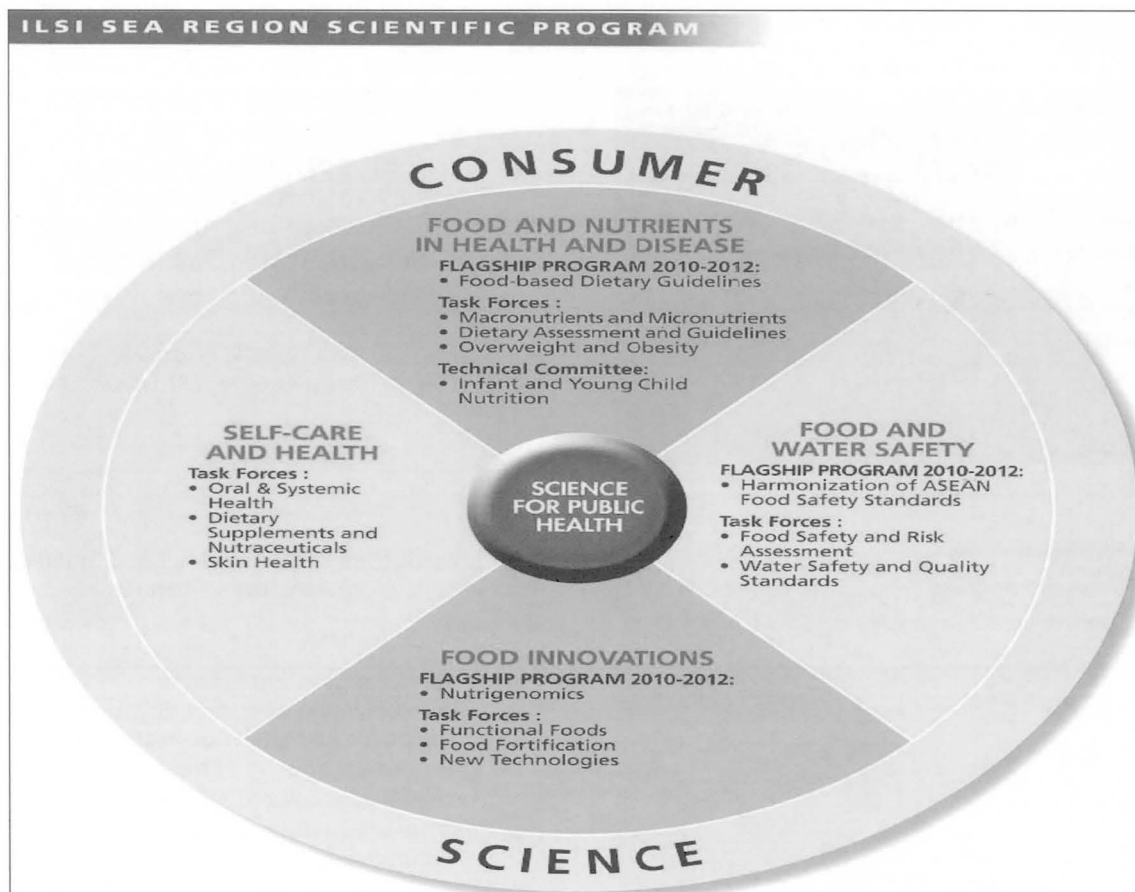 ILSI SEA REGION SCIENTIFIC PROGRAM
CONSUMER
FOOD AND NUTRIENTS
IN HEALTH AND DISEASE
FLAGSHIP PROGRAM 2010-2012:
• Food-based Dietary Guidelines
Task Forces :
• Macronutrients and Micronutrients
• Dietary Assessment and Guidelines
• Overweight and Obesity
Technical Committee:
• Infant and Young Child
Nutrition
SELF-CARE
AND HEALTH
Task Forces :
• Oral & Systemic
Health
• Dietary
Supplements and
Nutraceuticals
• Skin Health
SCIENCE
FOR PUBLIC
HEALTH
FOOD AND
WATER SAFETY
FLAGSHIP PROGRAM 2010-2012:
• Harmonization of ASEAN
Food Safety Standards
Task Forces :
• Food Safety and Risk
Assessment
• Water Safety and Quality
Standards
FOOD INNOVATIONS
FLAGSHIP PROGRAM 2010-2012:
• Nutrigenomics
Task Forces :
• Functional Foods
• Food Fortification
• New Technologies
SCIENCE